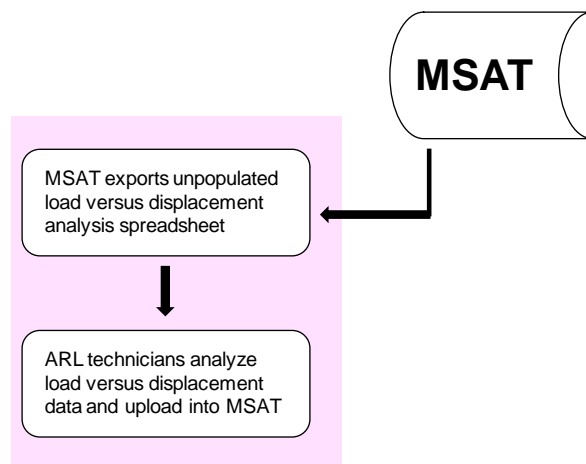 MSAT
MSAT exports unpopulated
load versus displacement
analysis spreadsheet
ARL technicians analyze
load versus displacement
data and upload into MSAT